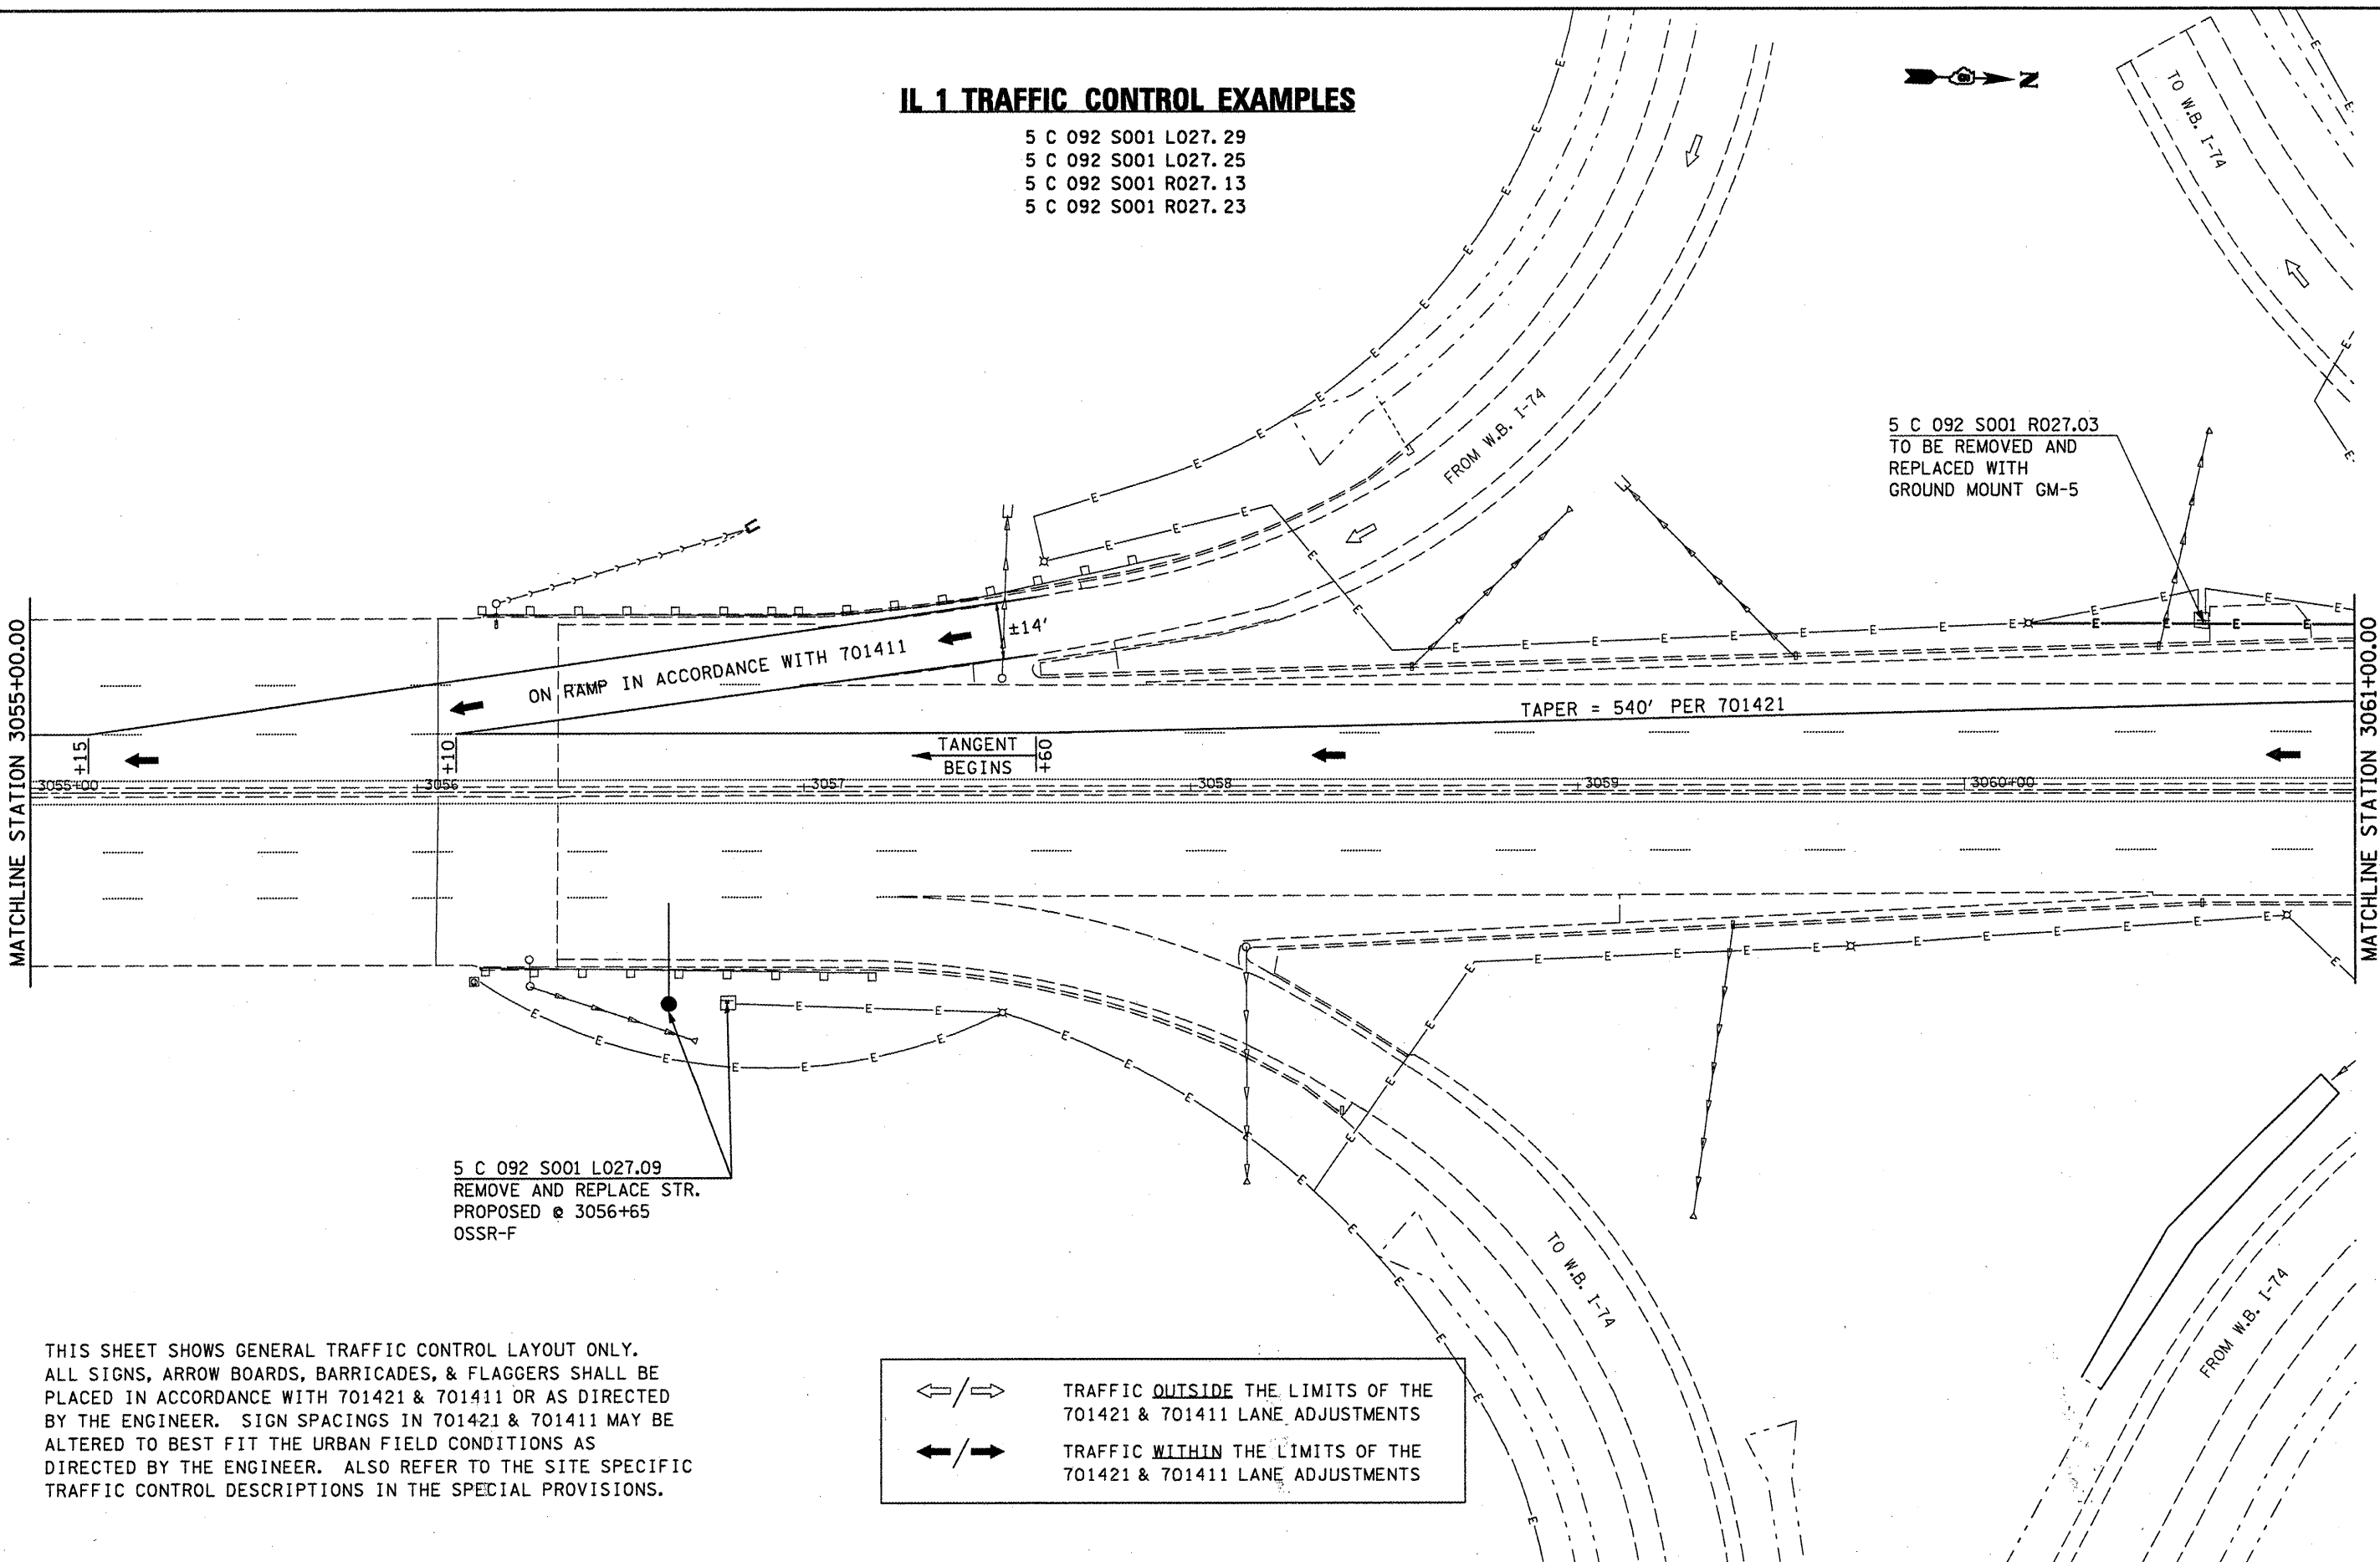 IL 1 TRAFFIC CONTROL EXAMPLES
5 C 092 S001 L027.29
5 C 092 S001 L027.25
5 C 092 S001 R027.13
5 C 092 S001 R027.23
N
TO W.B. I-74
FROM W.B. I-74
5 C 092 S001 R027.03
TO BE REMOVED AND
REPLACED WITH
GROUND MOUNT GM-5
MATCHLINE STATION 3055+00.00
MATCHLINE STATION 3061+00.00
±14'
ON RAMP IN ACCORDANCE WITH 701411
TAPER = 540' PER 701421
+15
+10
TANGENT
BEGINS
+60
3055+00
3056
3057
3058
3059
3060+00
5 C 092 S001 L027.09
REMOVE AND REPLACE STR.
PROPOSED @ 3056+65
OSSR-F
TO W.B. I-74
FROM W.B. I-74
THIS SHEET SHOWS GENERAL TRAFFIC CONTROL LAYOUT ONLY.
ALL SIGNS, ARROW BOARDS, BARRICADES, & FLAGGERS SHALL BE
PLACED IN ACCORDANCE WITH 701421 & 701411 OR AS DIRECTED
BY THE ENGINEER. SIGN SPACINGS IN 701421 & 701411 MAY BE
ALTERED TO BEST FIT THE URBAN FIELD CONDITIONS AS
DIRECTED BY THE ENGINEER. ALSO REFER TO THE SITE SPECIFIC
TRAFFIC CONTROL DESCRIPTIONS IN THE SPECIAL PROVISIONS.
TRAFFIC OUTSIDE THE LIMITS OF THE
701421 & 701411 LANE ADJUSTMENTS
TRAFFIC WITHIN THE LIMITS OF THE
701421 & 701411 LANE ADJUSTMENTS